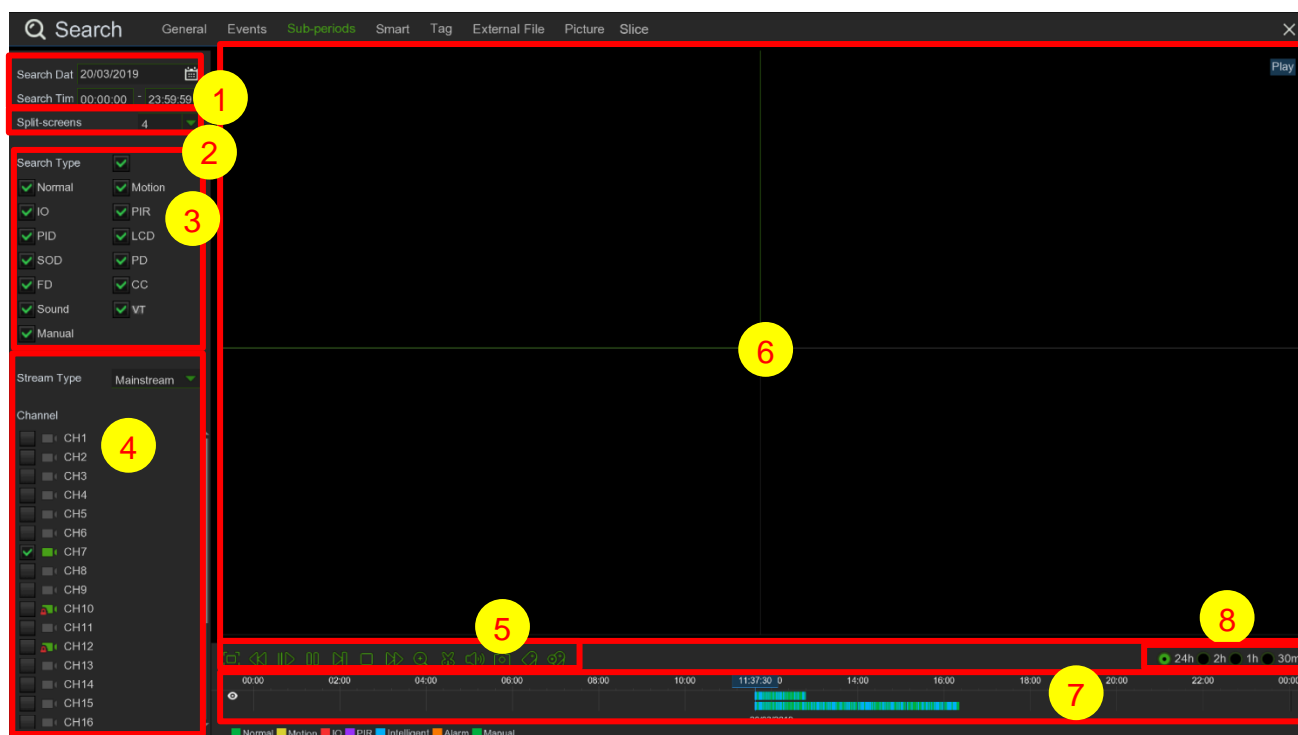 Search General Events Sub-periods Smart Tag External File Picture Slice
Play
Search Dat 20/03/2019
Search Tim 00:00:00 - 23:59:59
1
Split-screens 4
2
Search Type
Normal Motion
IO PIR
3
PID LCD
SOD PD
FD CC
Sound VT
Manual
6
Stream Type Mainstream
Channel
CH1
4
CH2
CH3
CH4
CH5
CH6
CH7
CH8
CH9
CH10
CH11
CH12
CH13
CH14
CH15
CH16
5
8
24h 2h 1h 30m
00:00 02:00 04:00 06:00 08:00 10:00 11:37:30 0 14:00 16:00 18:00 20:00 22:00 00:00
7
20/03/2019
Normal Motion IO PIR Intelligent Alarm Manual